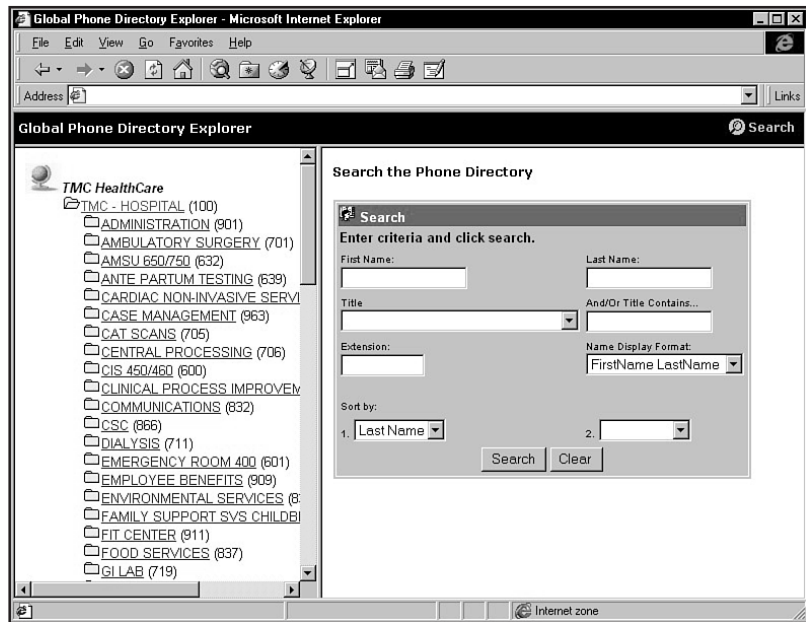 Global Phone Directory Explorer - Microsoft Internet Explorer
File Edit View Go Favorites Help
Address Links
Global Phone Directory Explorer Search
TMC HealthCare
TMC - HOSPITAL (100)
ADMINISTRATION (901)
AMBULATORY SURGERY (701)
AMSU 650/750 (632)
ANTE PARTUM TESTING (639)
CARDIAC NON-INVASIVE SERVI
CASE MANAGEMENT (963)
CAT SCANS (705)
CENTRAL PROCESSING (706)
CIS 450/460 (600)
CLINICAL PROCESS IMPROVEM
COMMUNICATIONS (832)
CSC (866)
DIALYSIS (711)
EMERGENCY ROOM 400 (601)
EMPLOYEE BENEFITS (909)
ENVIRONMENTAL SERVICES (8
FAMILY SUPPORT SVS CHILDB
FIT CENTER (911)
FOOD SERVICES (837)
GI LAB (719)
Search the Phone Directory
Search
Enter criteria and click search.
First Name: Last Name:
Title And/Or Title Contains...
Extension: Name Display Format:
FirstName LastName
Sort by:
1. Last Name 2.
Search Clear
Internet zone